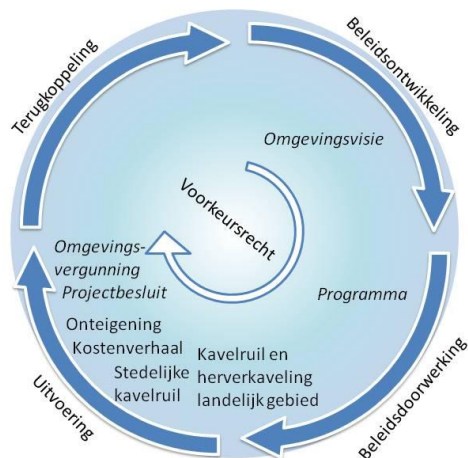 Terugkoppeling
Beleidsontwikkeling
Omgevingsvisie
Voorkeursrecht
Omgevings-
vergunning
Projectbesluit
Programma
Onteigening
Kostenverhaal
Stedelijke
kavelruil
Kavelruil en
herverkaveling
landelijk gebied
Uitvoering
Beleidsdoorwerking